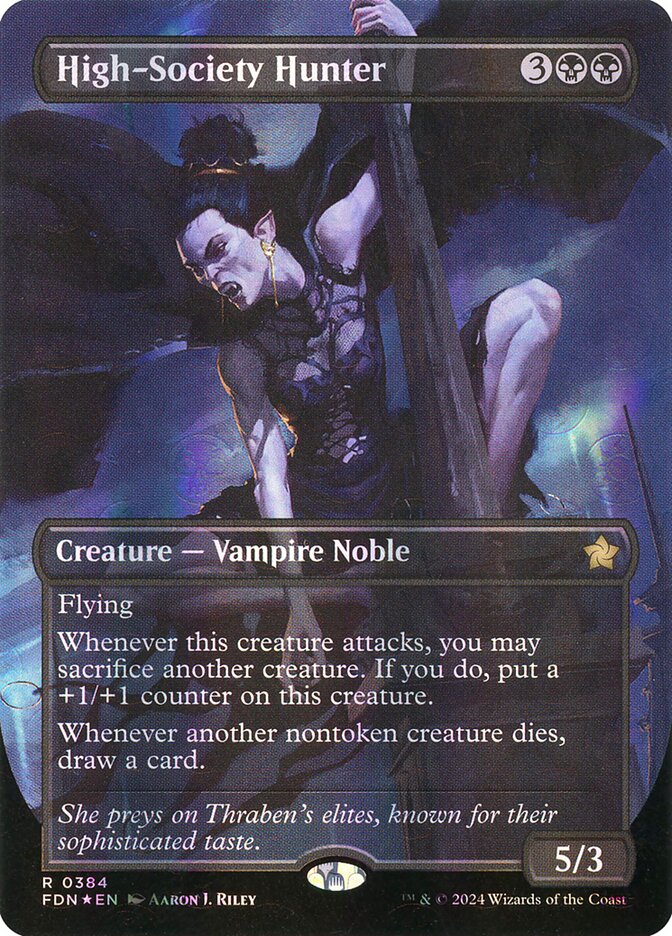 High-Society Hunter 3
Creature — Vampire Noble
Flying
Whenever this creature attacks, you may
sacrifice another creature. If you do, put a
+1/+1 counter on this creature.
Whenever another nontoken creature dies,
draw a card.
She preys on Thraben's elites, known for their
sophisticated taste.
5/3
R 0384
FDN★EN Aaron J. Riley
™ & © 2024 Wizards of the Coast